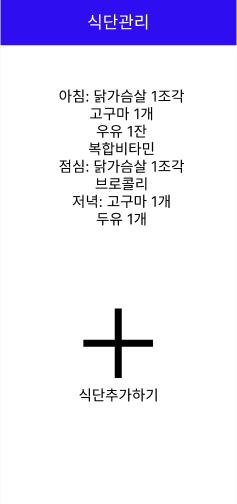 식단관리
아침: 닭가슴살 1조각
고구마 1개
우유 1잔
복합비타민
점심: 닭가슴살 1조각
브로콜리
저녁: 고구마 1개
두유 1개
식단추가하기